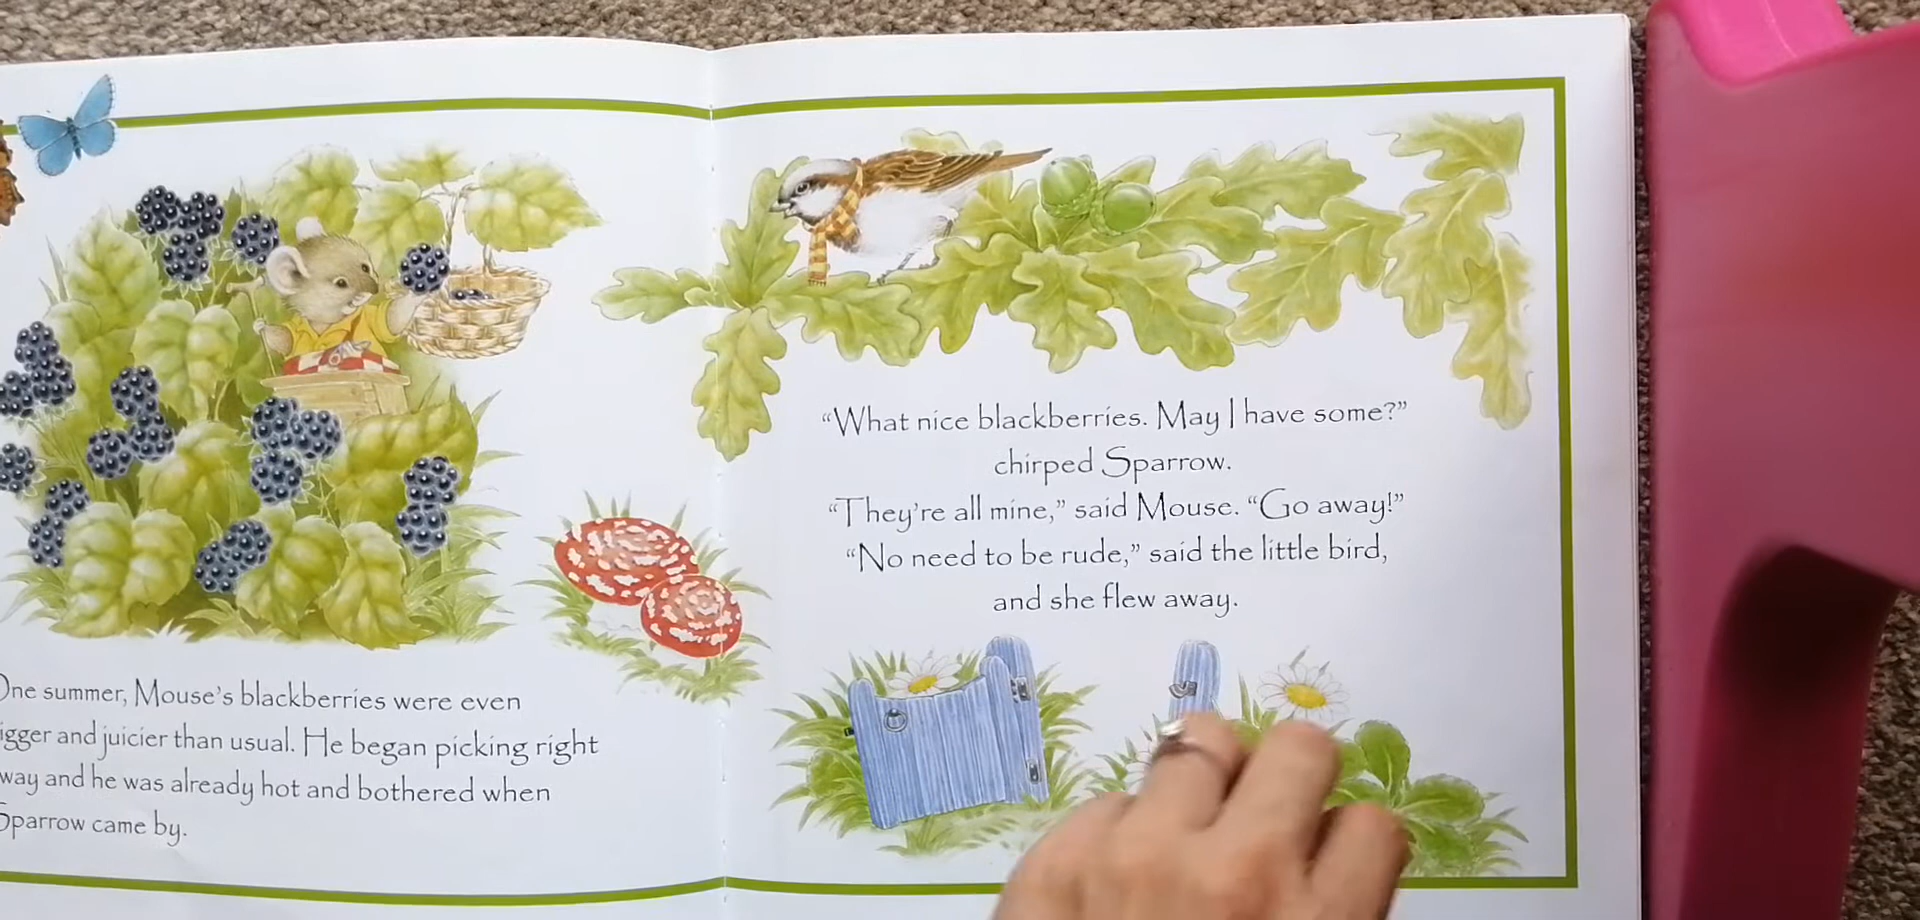 One summer, Mouse's blackberries were even
igger and juicier than usual. He began picking right
way and he was already hot and bothered when
Sparrow came by.
“What nice blackberries. May I have some?”
chirped Sparrow.
“They're all mine,” said Mouse. “Go away!”
“No need to be rude,” said the little bird,
and she flew away.